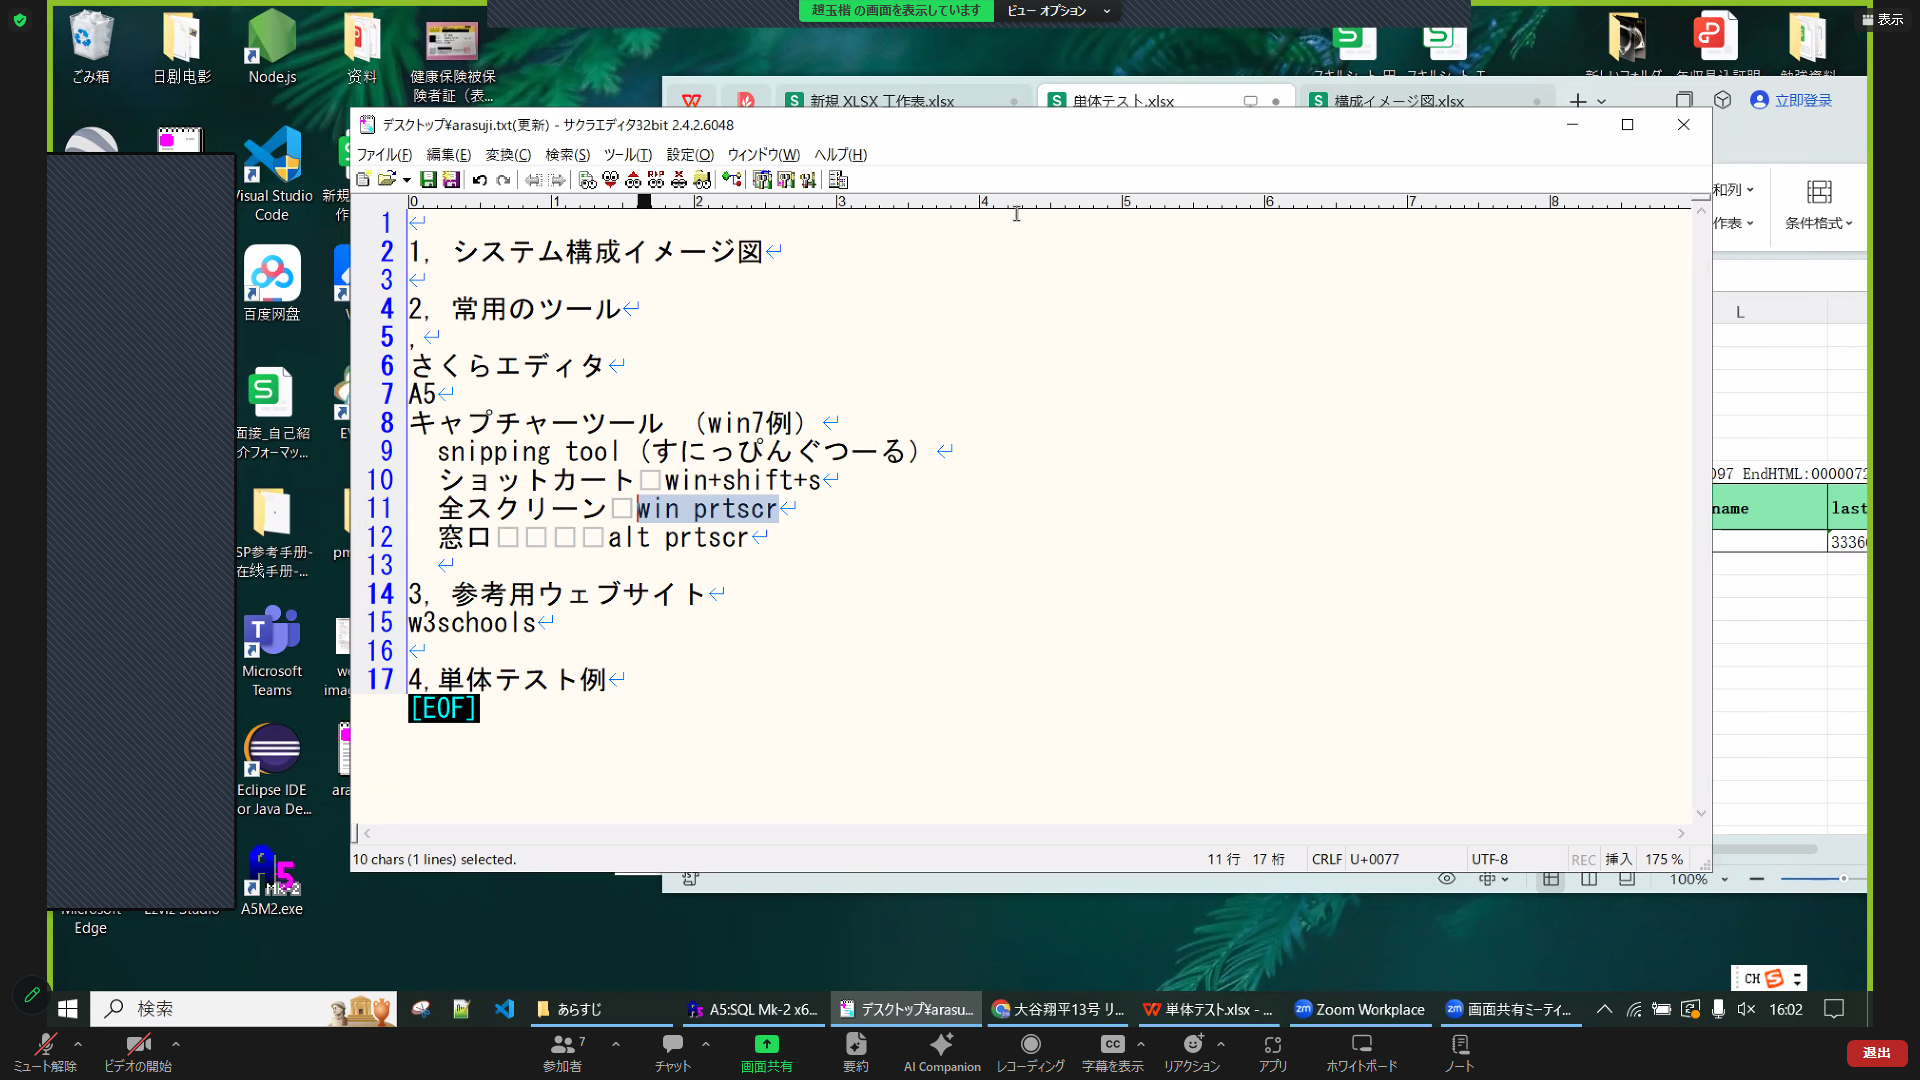 趙玉楷 の画面を表示しています
ビュー オプション
表示
ごみ箱
日剧电影
Node.js
资料
健康保険被保険者証（表...
勉強資料
新規 XLSX 工作表.xlsx
単体テスト.xlsx
構成イメージ図.xlsx
立即登录
デスクトップ¥arasuji.txt(更新) - サクラエディタ32bit 2.4.2.6048
ファイル(F) 編集(E) 変換(C) 検索(S) ツール(T) 設定(O) ウィンドウ(W) ヘルプ(H)
0 1 2 3 4 5 6 7 8
1
2 1, システム構成イメージ図
3
4 2, 常用のツール
5 ,
6 さくらエディタ
7 A5
8 キャプチャーツール （win7例）
9 snipping tool（すにっぴんぐつーる）
10 ショットカート□win+shift+s
11 全スクリーン□win prtscr
12 窓口□□□□alt prtscr
13
14 3, 参考用ウェブサイト
15 w3schools
16
17 4,単体テスト例
[EOF]
10 chars (1 lines) selected.
11 行 17 桁
CRLF
U+0077
UTF-8
REC
挿入
175 %
和列
作表
条件格式
L
097 EndHTML:0000072
name
last
3336
100%
Visual Studio Code
百度网盘
面接_自己紹介フォーマッ...
SP参考手册-在线手册-...
Microsoft Teams
Eclipse IDE or Java De...
A5M2.exe
Edge
CH
検索
あらすじ
A5:SQL Mk-2 x6...
デスクトップ¥arasu...
大谷翔平13号 リ...
単体テスト.xlsx - ...
Zoom Workplace
画面共有ミーティ...
16:02
ミュート解除
ビデオの開始
参加者
7
チャット
画面共有
要約
AI Companion
レコーディング
字幕を表示
リアクション
アプリ
ホワイトボード
ノート
退出